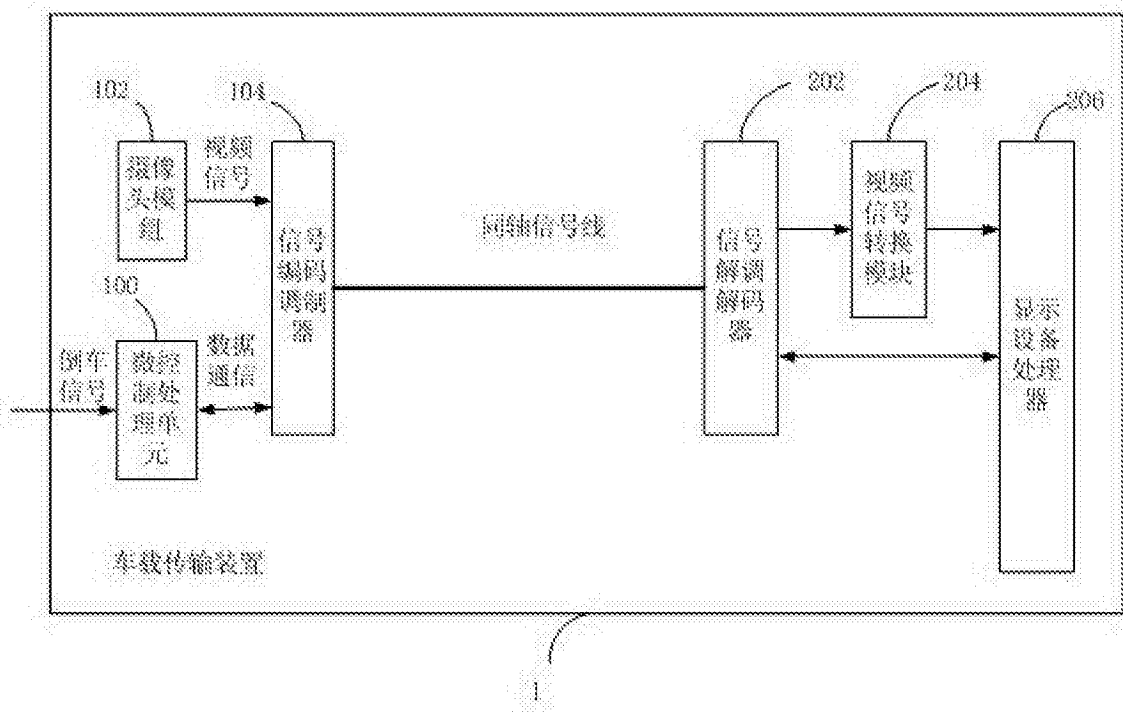 102
104
202
204
206
摄像
头模
组
视频
信号
信号
编码
调制
器
同轴信号线
信号
解调
解码
器
视频
信号
转换
模块
显示
设备
处理
器
100
倒车
信号
微控
制处
理单
元
数据
通信
车载传输装置
1